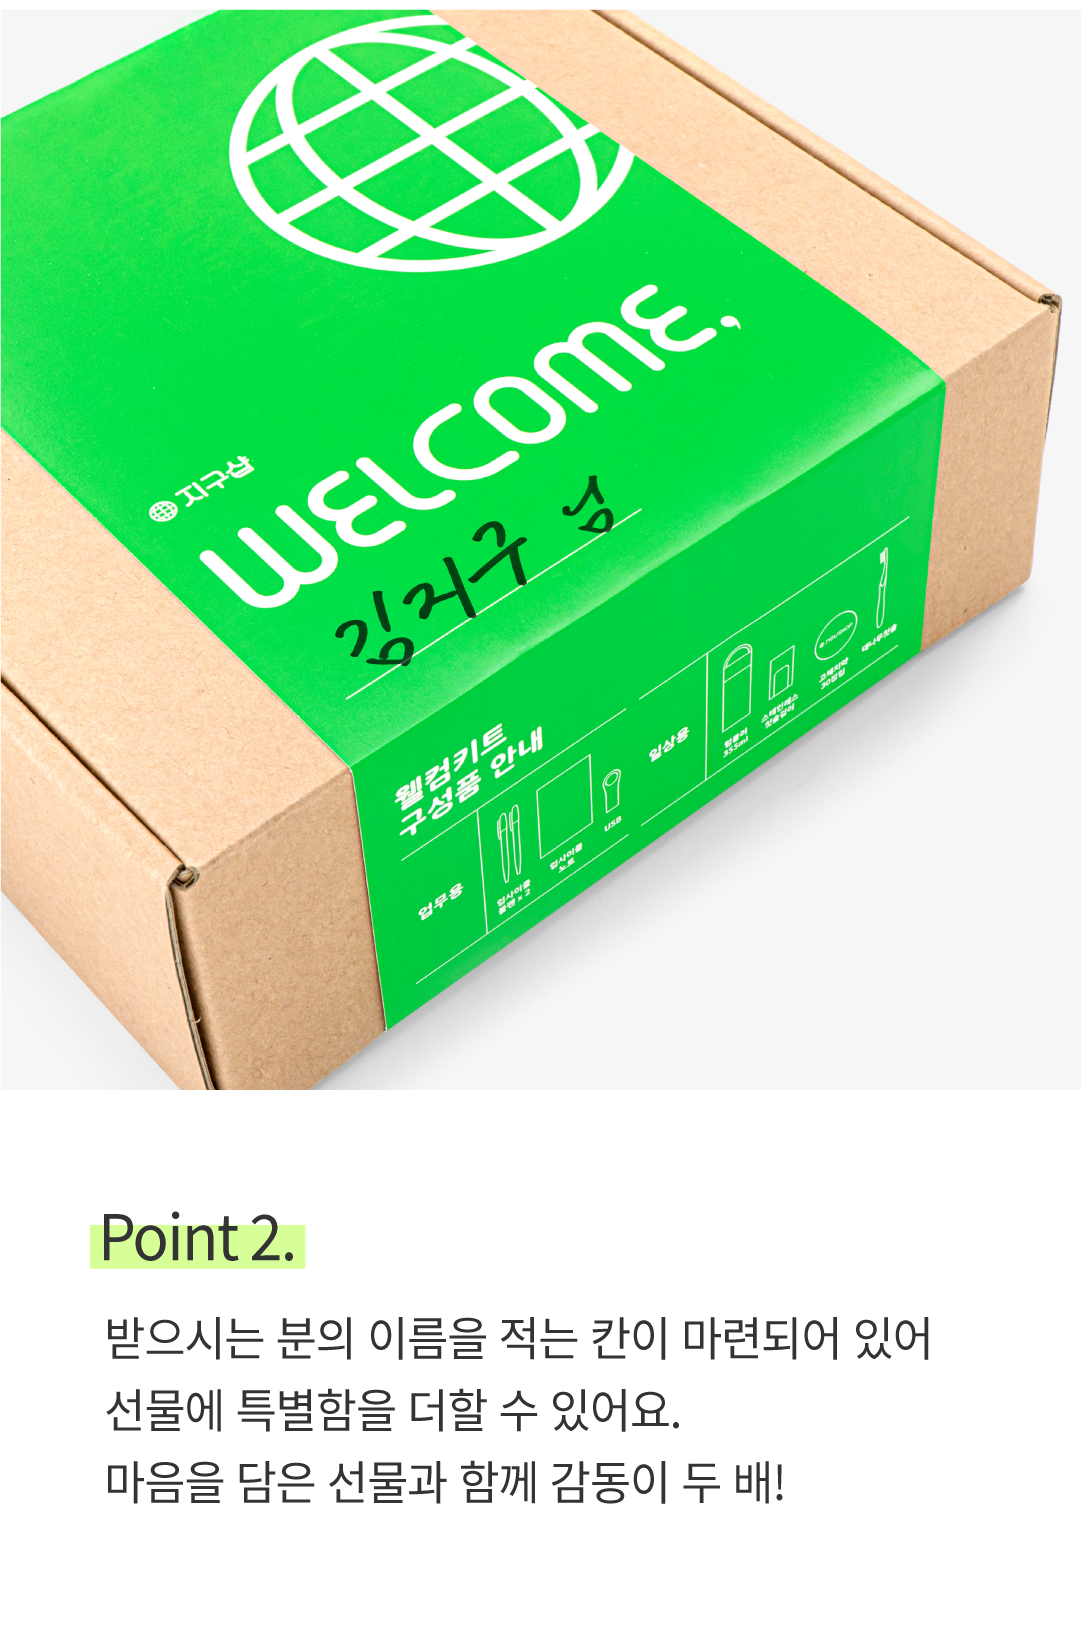 지구샵
WELCOME,
김지구 님
웰컴키트
구성품 안내
업무용
업사이클
볼펜 x 2
업사이클
노트
USB
일상용
텀블러
355ml
스테인레스
칫솔걸이
JIGUSHOP
고체치약
30정입
대나무칫솔
Point 2.
받으시는 분의 이름을 적는 칸이 마련되어 있어
선물에 특별함을 더할 수 있어요.
마음을 담은 선물과 함께 감동이 두 배!